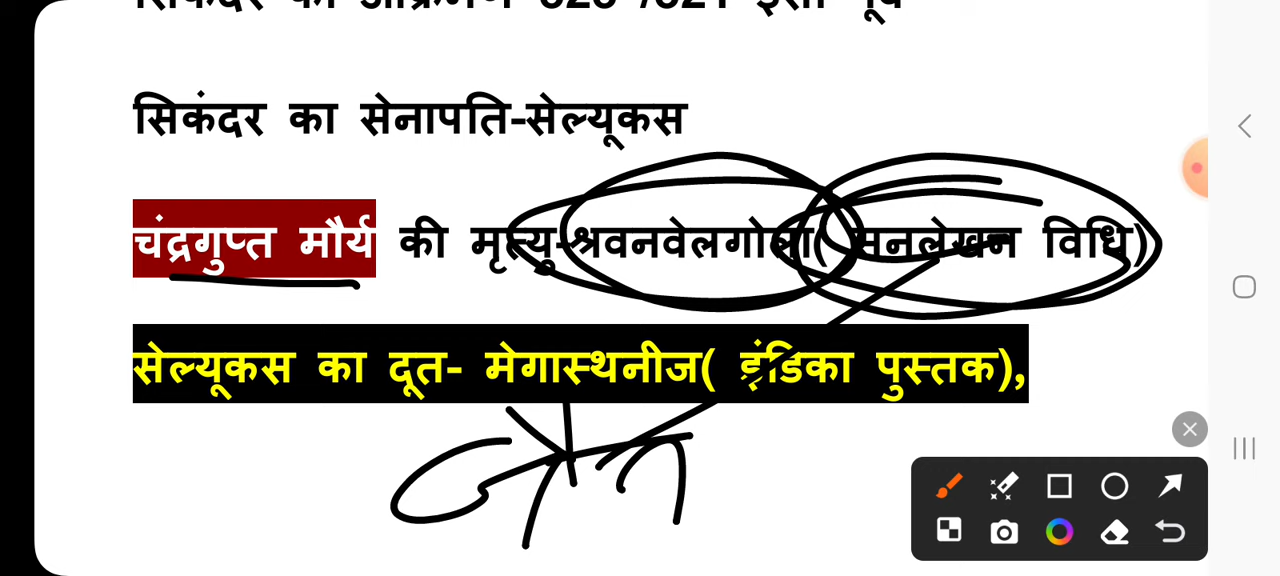 सिकंदर का सेनापति-सेल्यूकस
चंद्रगुप्त मौर्य की मृत्यु-श्रवनवेलगोला( सनलेखन विधि)
सेल्यूकस का दूत- मेगास्थनीज( इंडिका पुस्तक),